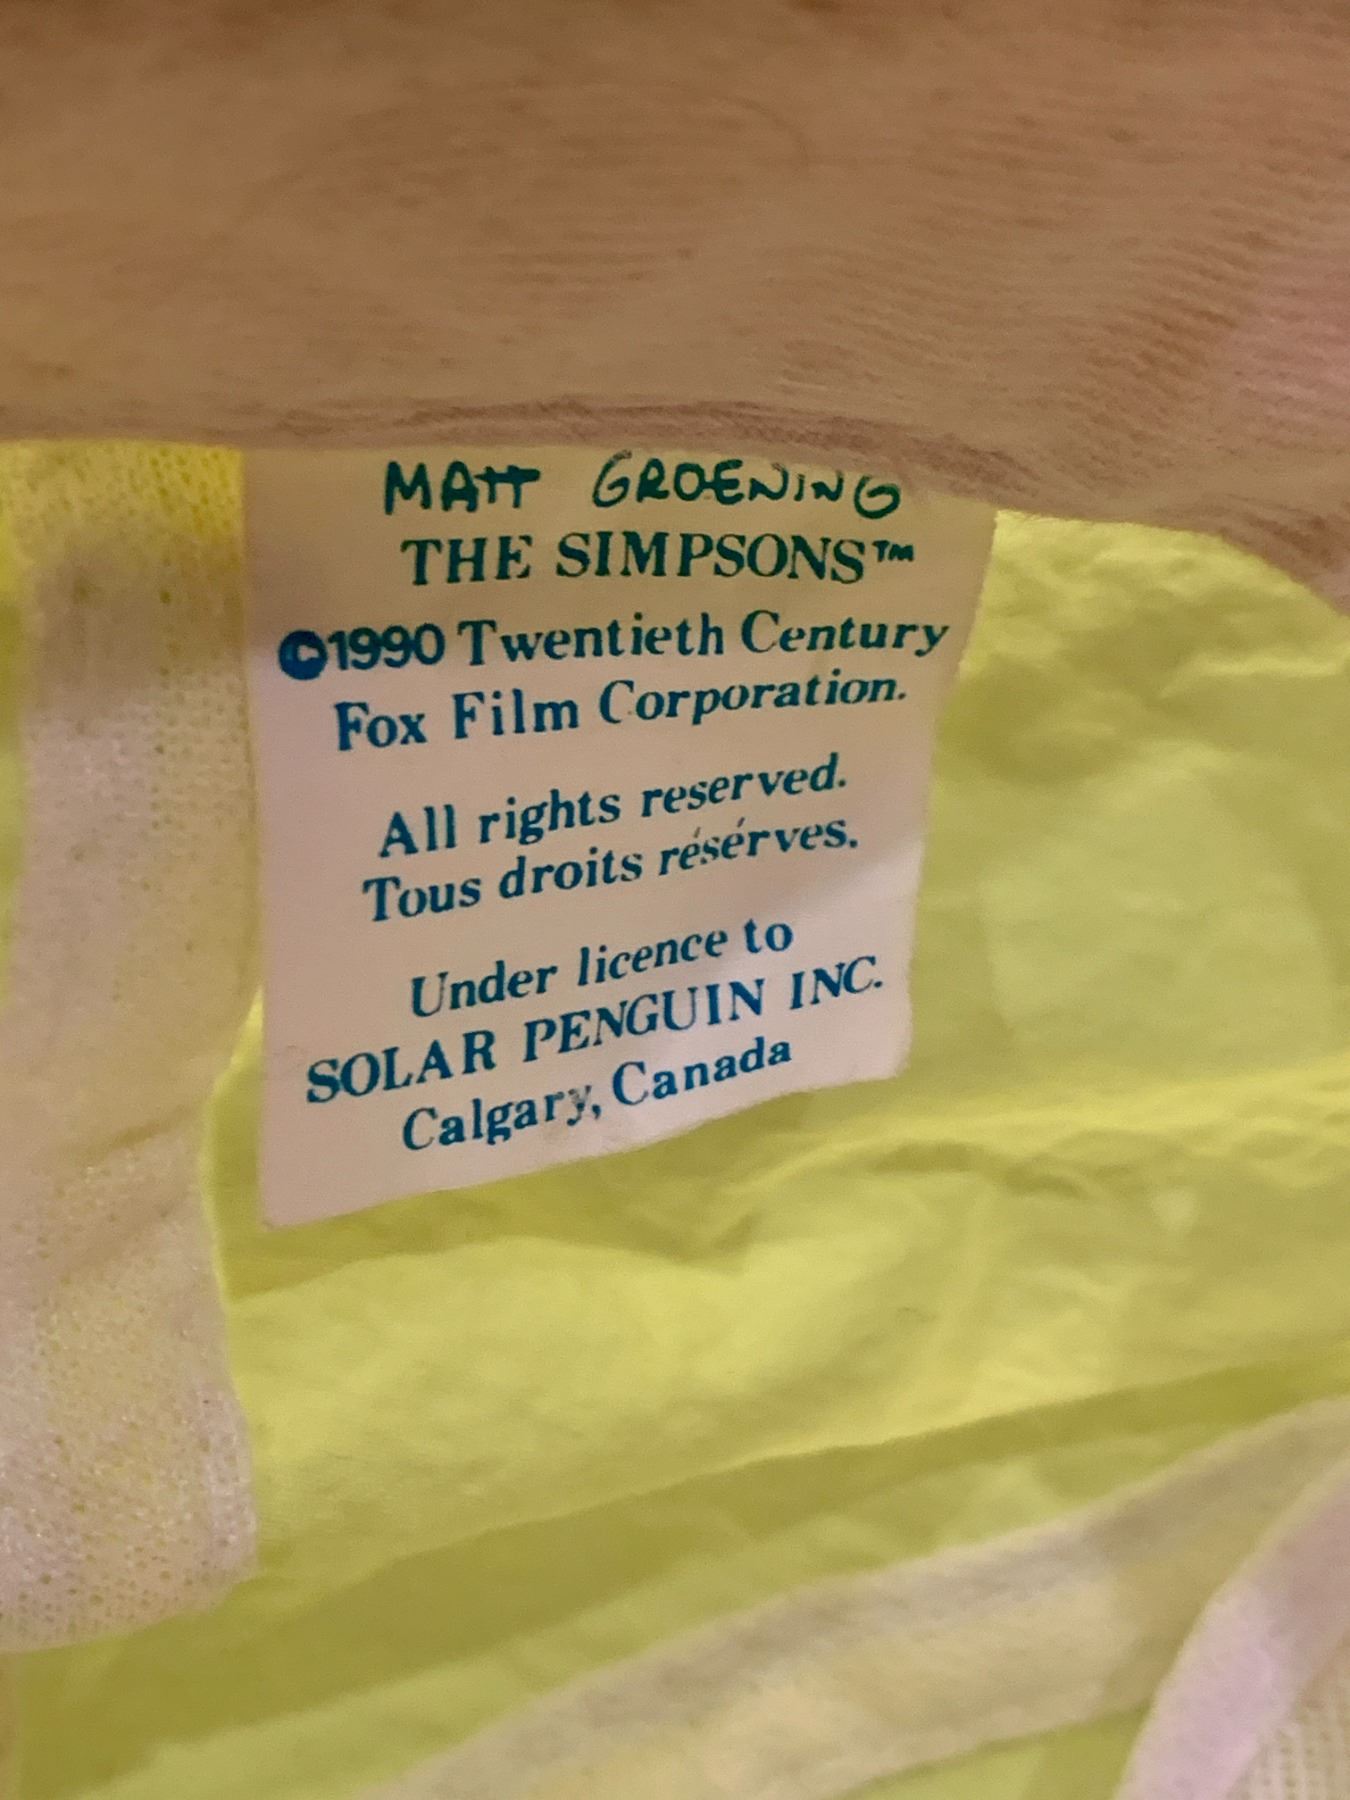 MATT GROENING
THE SIMPSONS™
©1990 Twentieth Century
Fox Film Corporation.
All rights reserved.
Tous droits résérves.
Under licence to
SOLAR PENGUIN INC.
Calgary, Canada